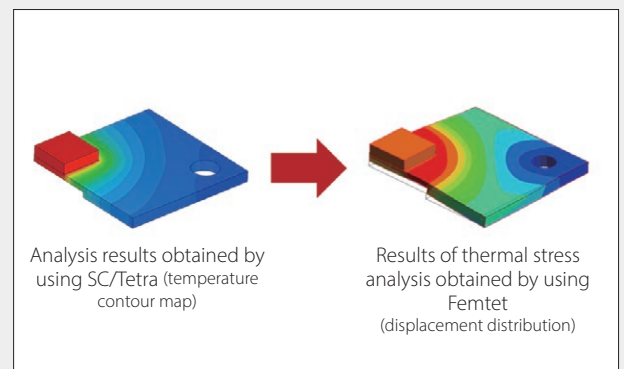 Analysis results obtained by
using SC/Tetra (temperature
contour map)
Results of thermal stress
analysis obtained by using
Femtet
(displacement distribution)